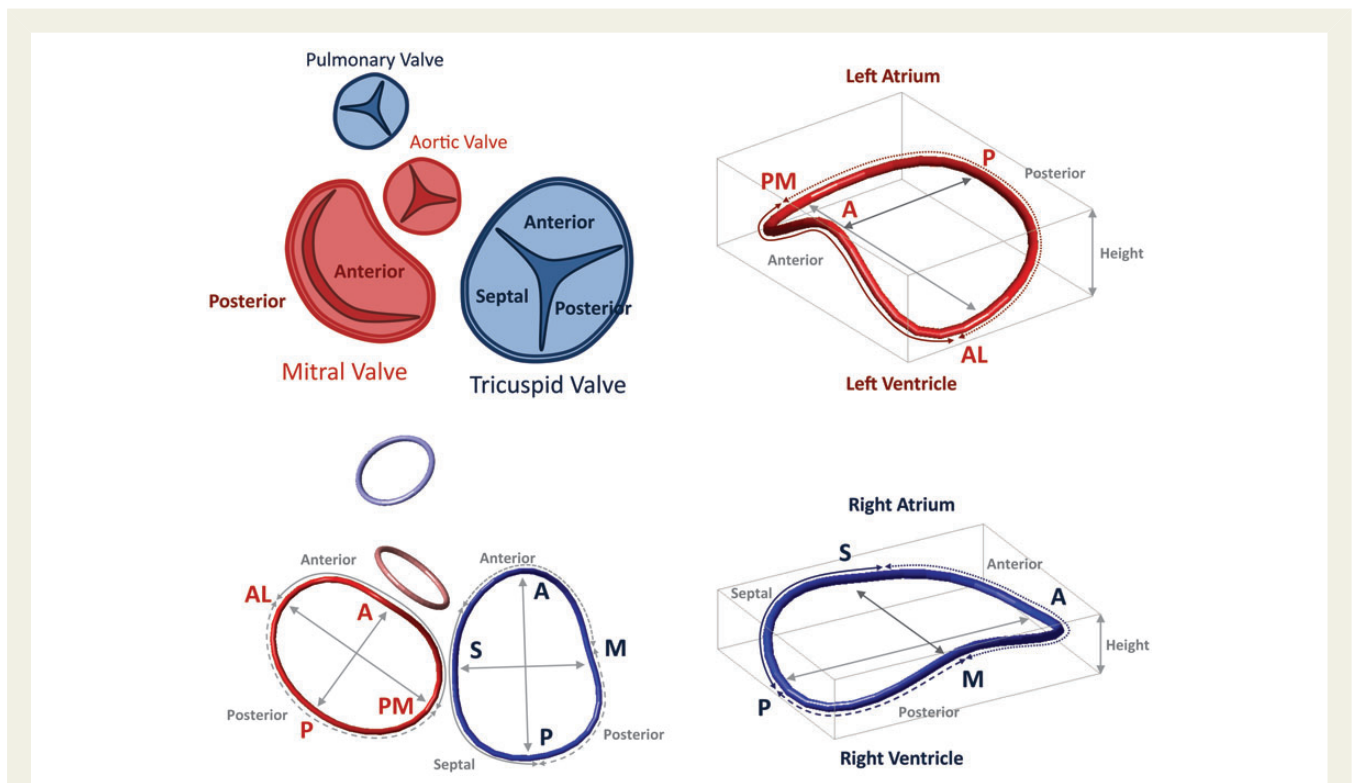 Pulmonary Valve
Aortic Valve
Anterior
Anterior
Septal
Posterior
Posterior
Mitral Valve
Tricuspid Valve
Left Atrium
P
Posterior
PM
A
Anterior
Height
AL
Left Ventricle
Anterior
AL
A
PM
Posterior
P
Anterior
A
S
M
P
Posterior
Septal
Right Atrium
S
Anterior
Septal
A
Height
M
P
Posterior
Right Ventricle